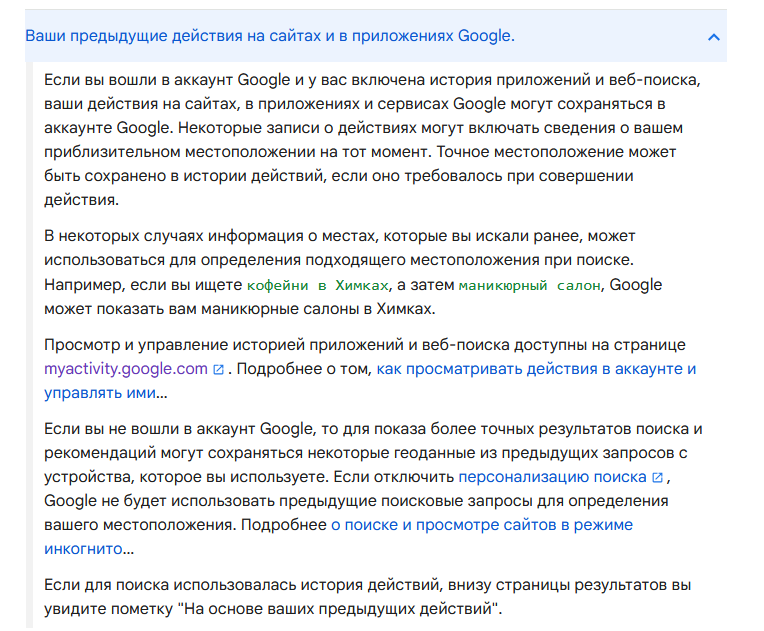 Ваши предыдущие действия на сайтах и в приложениях Google.
Если вы вошли в аккаунт Google и у вас включена история приложений и веб-поиска,
ваши действия на сайтах, в приложениях и сервисах Google могут сохраняться в
аккаунте Google. Некоторые записи о действиях могут включать сведения о вашем
приблизительном местоположении на тот момент. Точное местоположение может
быть сохранено в истории действий, если оно требовалось при совершении
действия.
В некоторых случаях информация о местах, которые вы искали ранее, может
использоваться для определения подходящего местоположения при поиске.
Например, если вы ищете кофейни в Химках, а затем маникюрный салон, Google
может показать вам маникюрные салоны в Химках.
Просмотр и управление историей приложений и веб-поиска доступны на странице
myactivity.google.com . Подробнее о том, как просматривать действия в аккаунте и
управлять ими...
Если вы не вошли в аккаунт Google, то для показа более точных результатов поиска и
рекомендаций могут сохраняться некоторые геоданные из предыдущих запросов с
устройства, которое вы используете. Если отключить персонализацию поиска ,
Google не будет использовать предыдущие поисковые запросы для определения
вашего местоположения. Подробнее о поиске и просмотре сайтов в режиме
инкогнито...
Если для поиска использовалась история действий, внизу страницы результатов вы
увидите пометку "На основе ваших предыдущих действий".